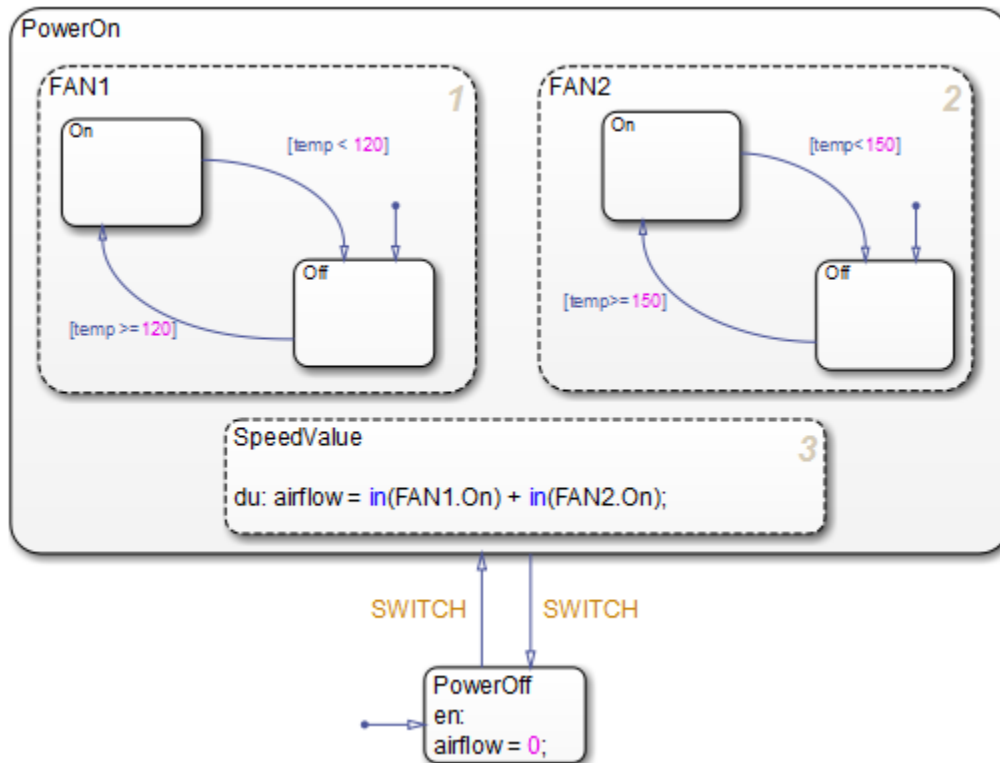 PowerOn
FAN1
1
On
[temp < 120]
Off
[temp >=120]
FAN2
2
On
[temp<150]
Off
[temp>=150]
SpeedValue
3
du: airflow = in(FAN1.On) + in(FAN2.On);
SWITCH
SWITCH
PowerOff
en:
airflow = 0;